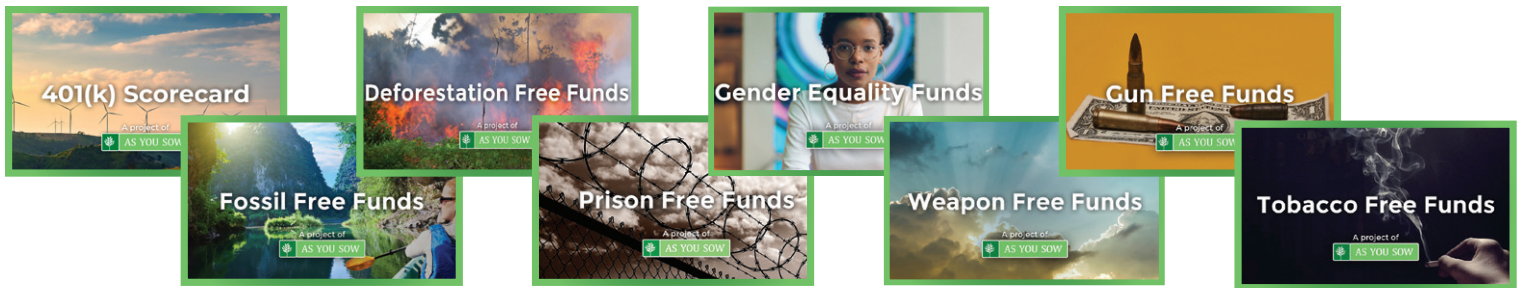 401(k) Scorecard
A project of
AS YOU SOW
Fossil Free Funds
A project of
AS YOU SOW
Deforestation Free Funds
A project of
AS YOU SOW
Prison Free Funds
A project of
AS YOU SOW
Gender Equality Funds
A project of
AS YOU SOW
Weapon Free Funds
A project of
AS YOU SOW
Gun Free Funds
A project of
AS YOU SOW
Tobacco Free Funds
A project of
AS YOU SOW